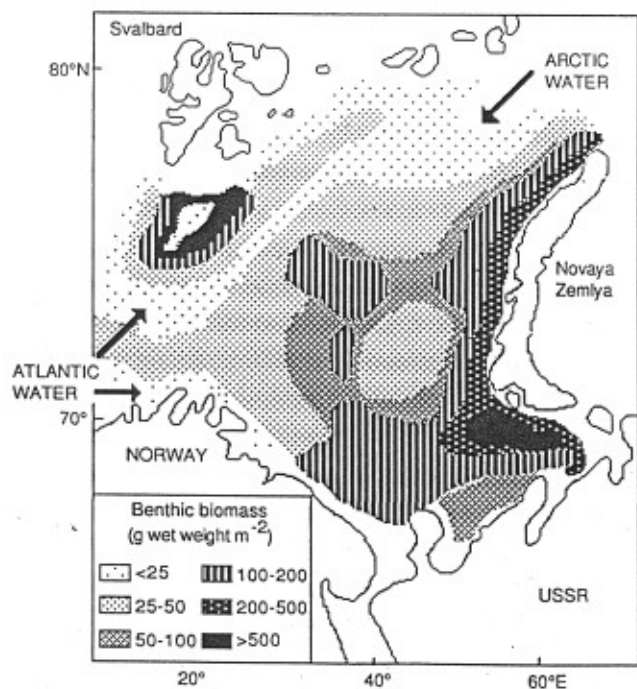 Svalbard
80°N
ARCTIC
WATER
Novaya
Zemlya
ATLANTIC
WATER
70°
NORWAY
Benthic biomass
(g wet weight m⁻²)
<25
100-200
25-50
200-500
50-100
>500
USSR
20°
40°
60°E